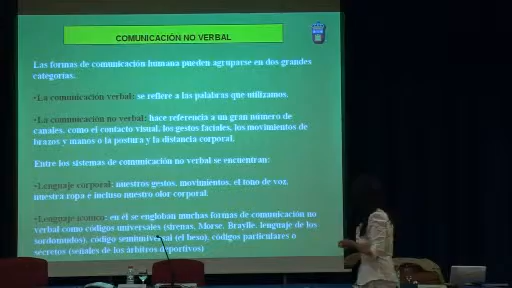 COMUNICACIÓN NO VERBAL
Las formas de comunicación humana pueden agruparse en dos grandes
categorías.
•La comunicación verbal: se refiere a las palabras que utilizamos.
•La comunicación no verbal: hace referencia a un gran número de
canales, como el contacto visual, los gestos faciales, los movimientos de
brazos y manos o la postura y la distancia corporal.
Entre los sistemas de comunicación no verbal se encuentran:
•Lenguaje corporal: nuestros gestos, movimientos, el tono de voz,
nuestra ropa e incluso nuestro olor corporal.
•Lenguaje icónico: en él se engloban muchas formas de comunicación no
verbal como códigos universales (sirenas, Morse, Braylle, lenguaje de los
sordomudos), código semiuniversal (el beso), códigos particulares o
secretos (señales de los árbitros deportivos)